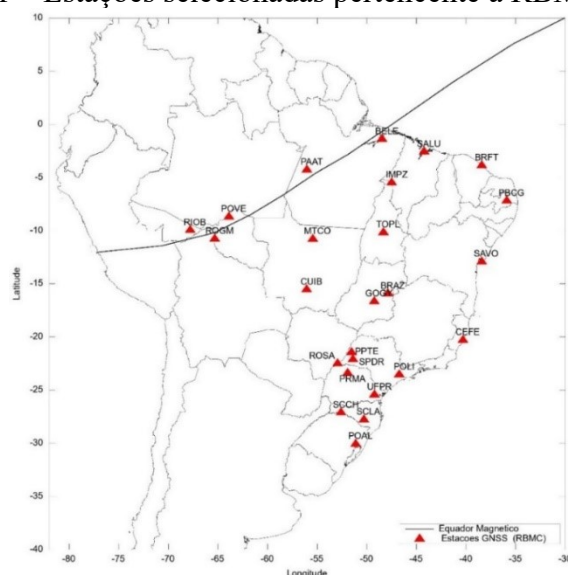 Estações selecionadas pertencente a
10
5
0
-5
-10
-15
-20
-25
-30
-35
-40
Latitude
BELE
SALU
PAAT
BRFT
IMPZ
PBCG
POVE
RIOB
ROGM
MTCO
TOPL
SAVO
CUIB
BRAZ
CEFE
PPTE
ROSA
SPDR
POLI
PRMA
UFPR
SCCH
SCLA
POAL
Equador Magnetico
Estacoes GNSS (RBMC)
-80 -75 -70 -65 -60 -55 -50 -45 -40 -35 -30
Longitude